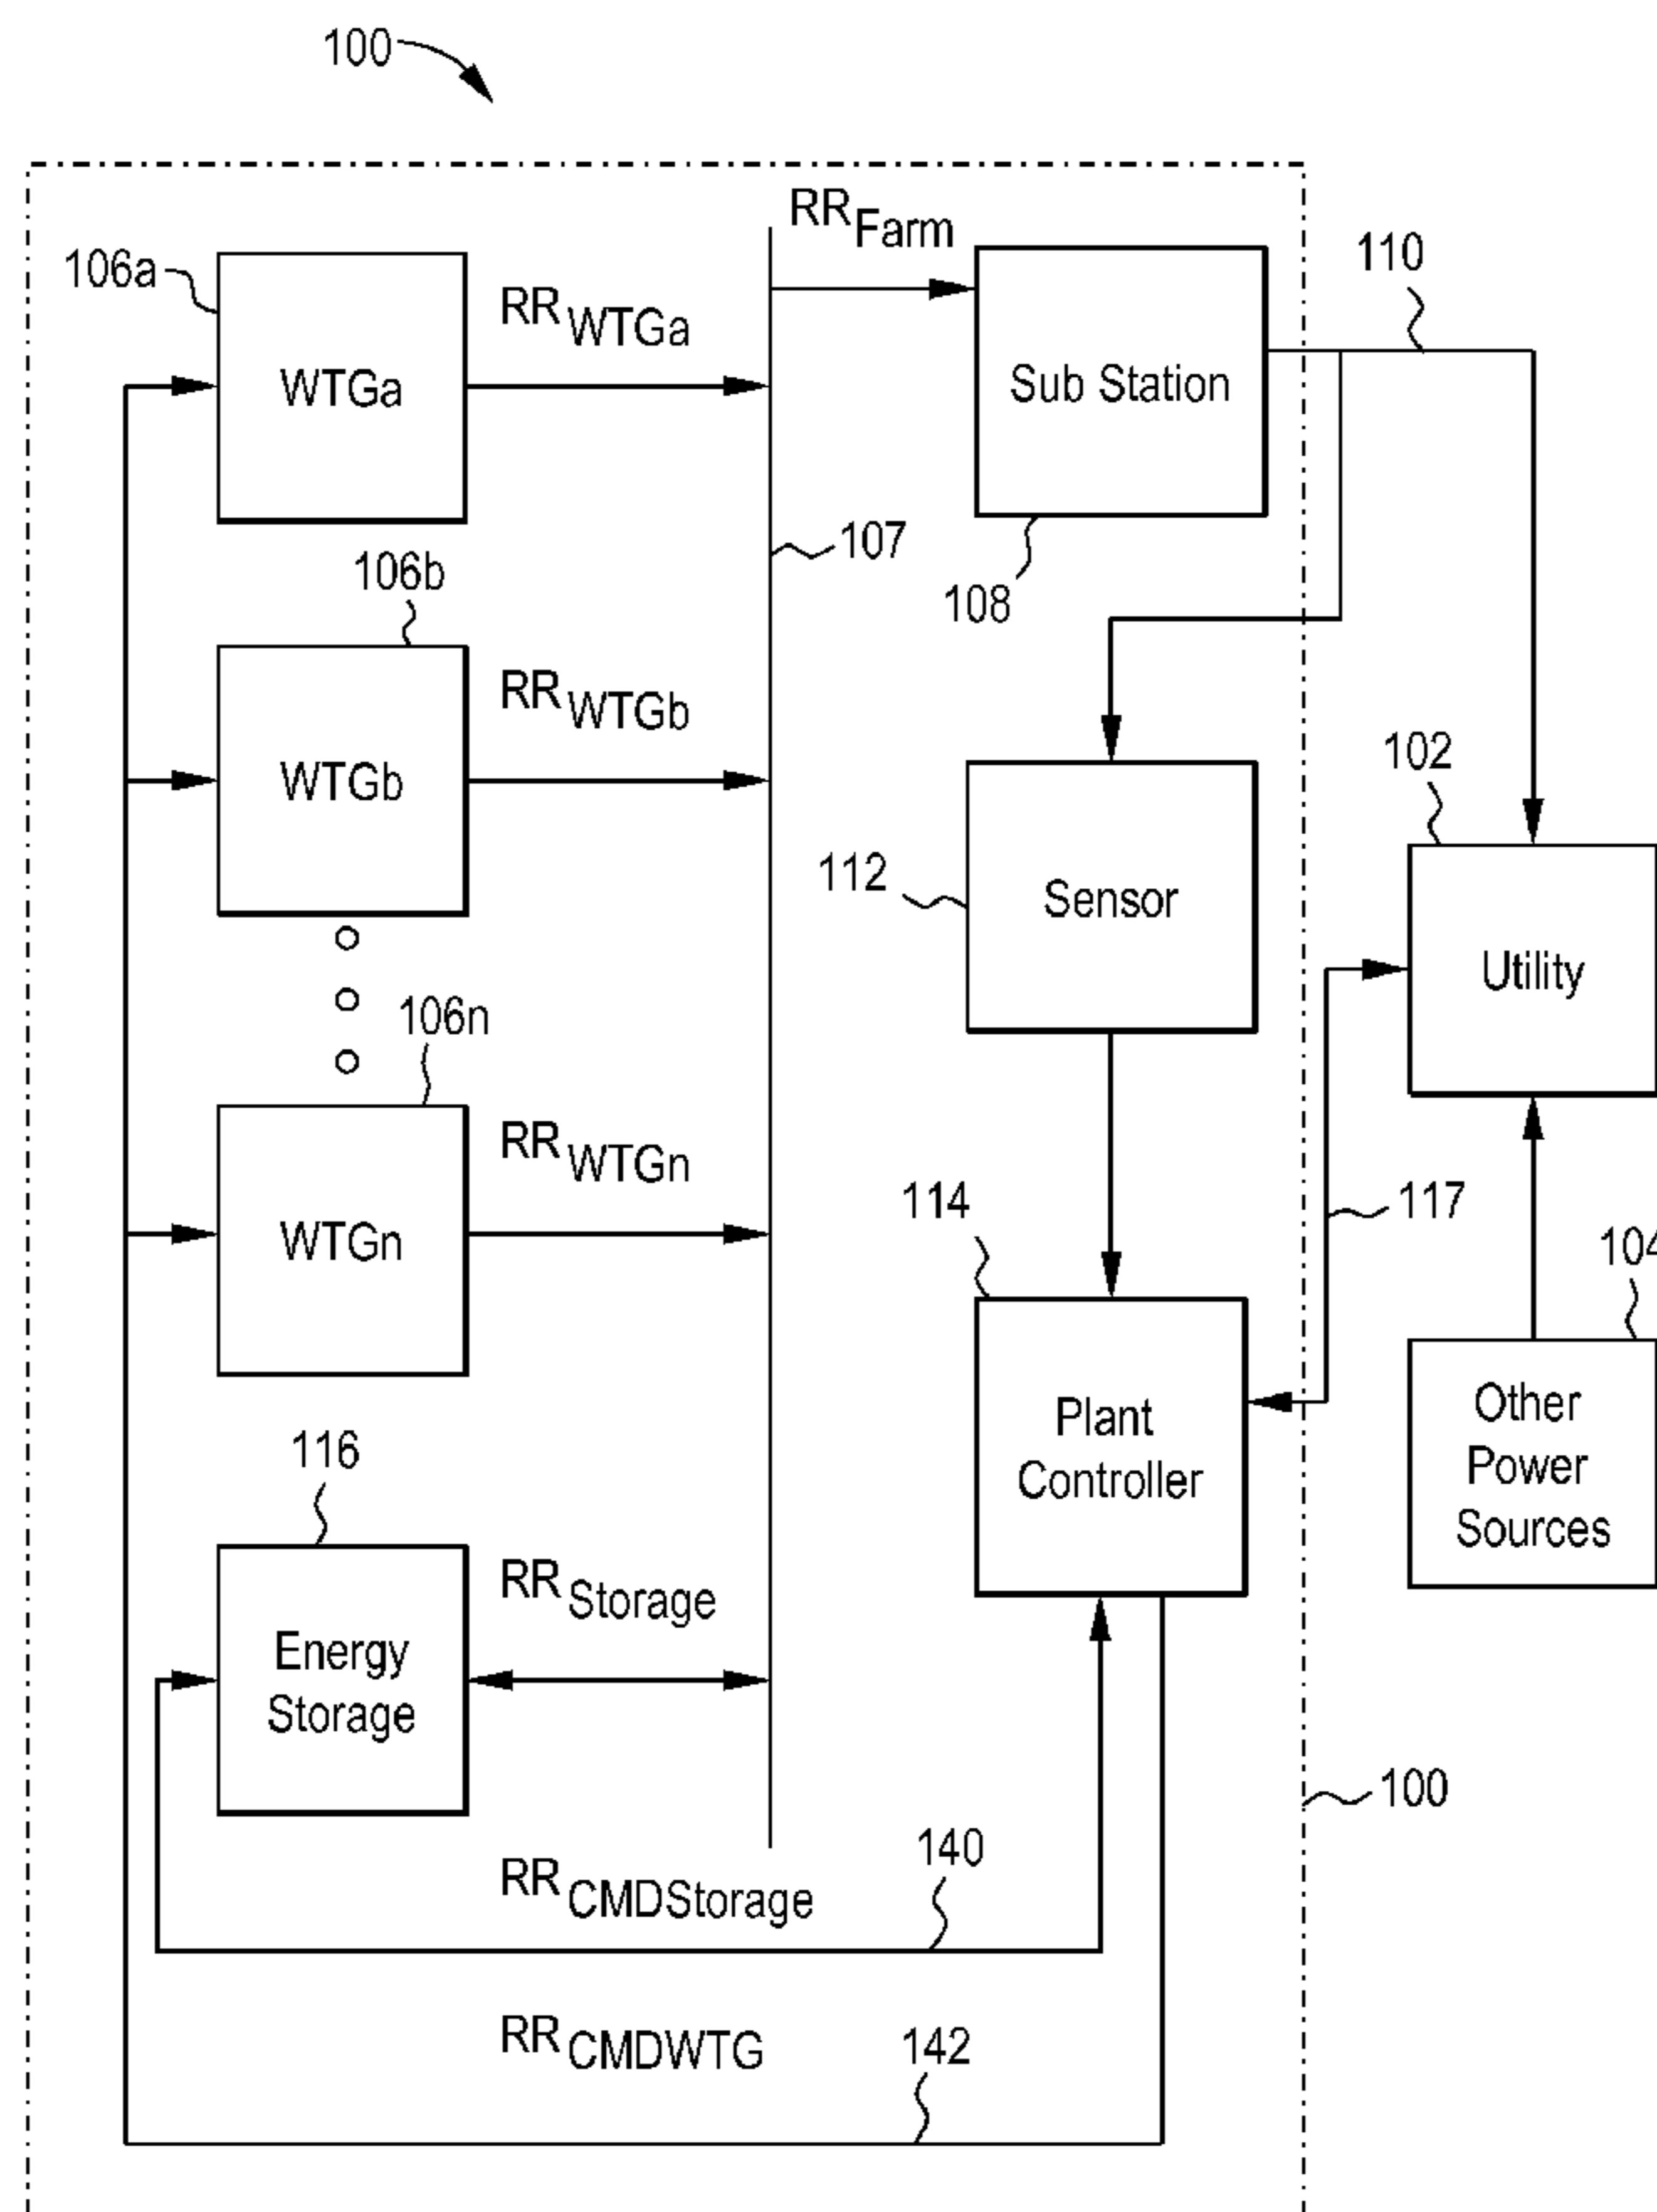 100
RRFarm
106a
RRWTGa
110
WTGa
Sub Station
107
106b
108
RRWTGb
102
WTGb
112
Sensor
Utility
106n
RRWTGn
114
117
WTGn
104
Plant
Controller
Other
Power
Sources
116
RRStorage
Energy
Storage
100
140
RRCMDStorage
142
RRCMDWTG